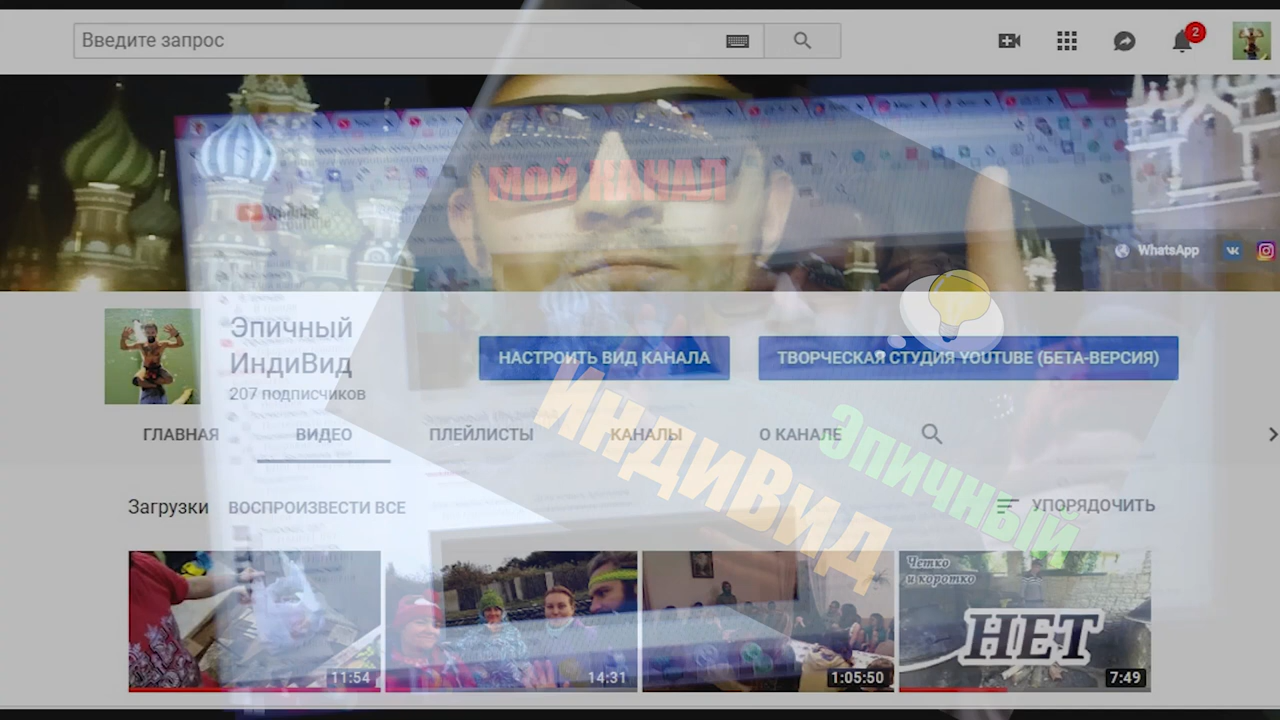 Введите запрос
2
МОЙ КАНАЛ
YouTube
WhatsApp
Эпичный
ИндиВид
207 подписчиков
НАСТРОИТЬ ВИД КАНАЛА
ТВОРЧЕСКАЯ СТУДИЯ YOUTUBE (БЕТА-ВЕРСИЯ)
ГЛАВНАЯ
ВИДЕО
ПЛЕЙЛИСТЫ
КАНАЛЫ
О КАНАЛЕ
Эпичный
ИндиВид
Загрузки
ВОСПРОИЗВЕСТИ ВСЕ
УПОРЯДОЧИТЬ
Четко
и коротко
НЕТ
11:54
14:31
1:05:50
7:49